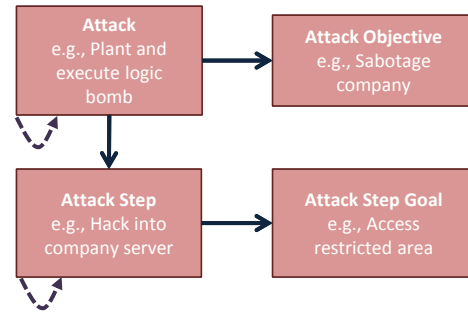 Attack
e.g., Plant and
execute logic
bomb
Attack Objective
e.g., Sabotage
company
Attack Step
e.g., Hack into
company server
Attack Step Goal
e.g., Access
restricted area